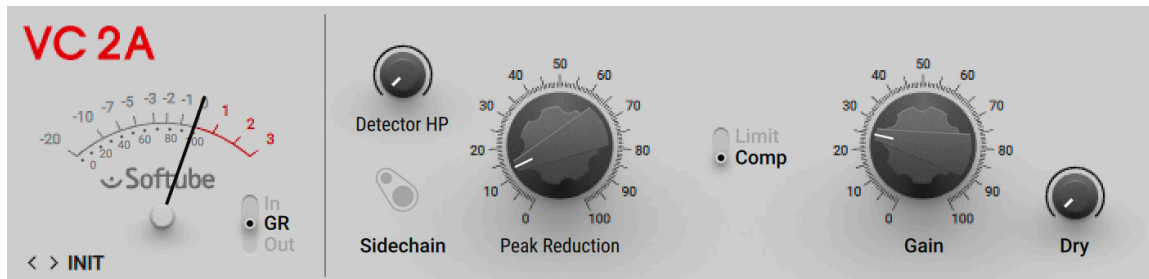 VC 2A
-20 -10 -7 -5 -3 -2 -1 0 1 2 3
0 20 40 60 80 100
Softube
In
GR
Out
< > INIT
Detector HP
Sidechain
0 10 20 30 40 50 60 70 80 90 100
Peak Reduction
Limit
Comp
0 10 20 30 40 50 60 70 80 90 100
Gain
Dry